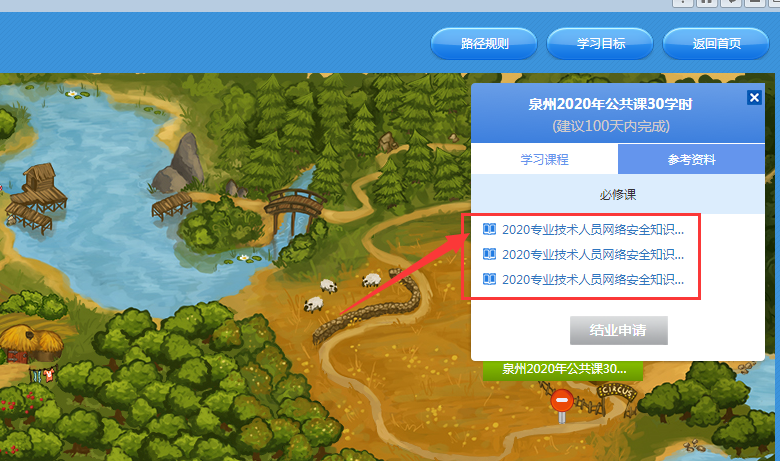 路径规则 学习目标 返回首页
泉州2020年公共课30学时
(建议100天内完成)
学习课程 参考资料
必修课
2020专业技术人员网络安全知识...
2020专业技术人员网络安全知识...
2020专业技术人员网络安全知识...
结业申请
泉州2020年公共课30...
CIRCUS